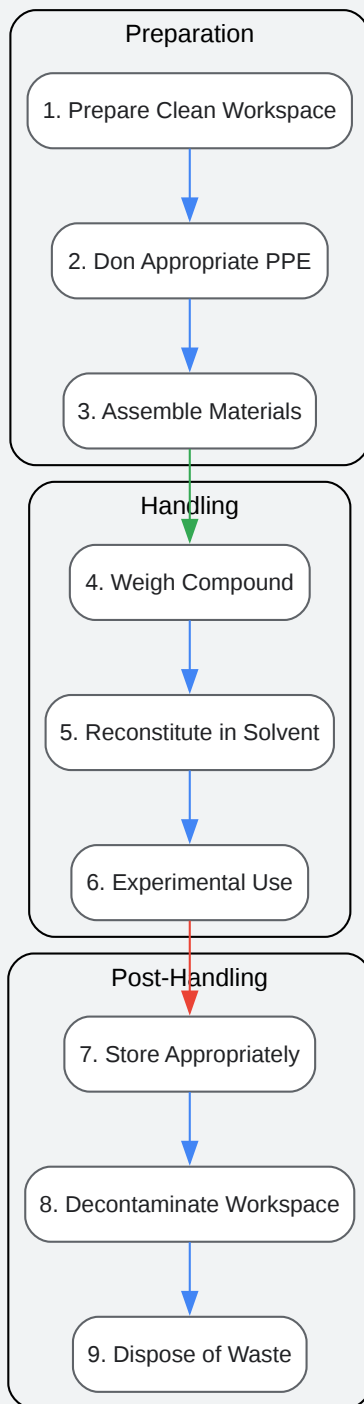 Preparation
1. Prepare Clean Workspace
2. Don Appropriate PPE
3. Assemble Materials
Handling
4. Weigh Compound
5. Reconstitute in Solvent
6. Experimental Use
Post-Handling
7. Store Appropriately
8. Decontaminate Workspace
9. Dispose of Waste